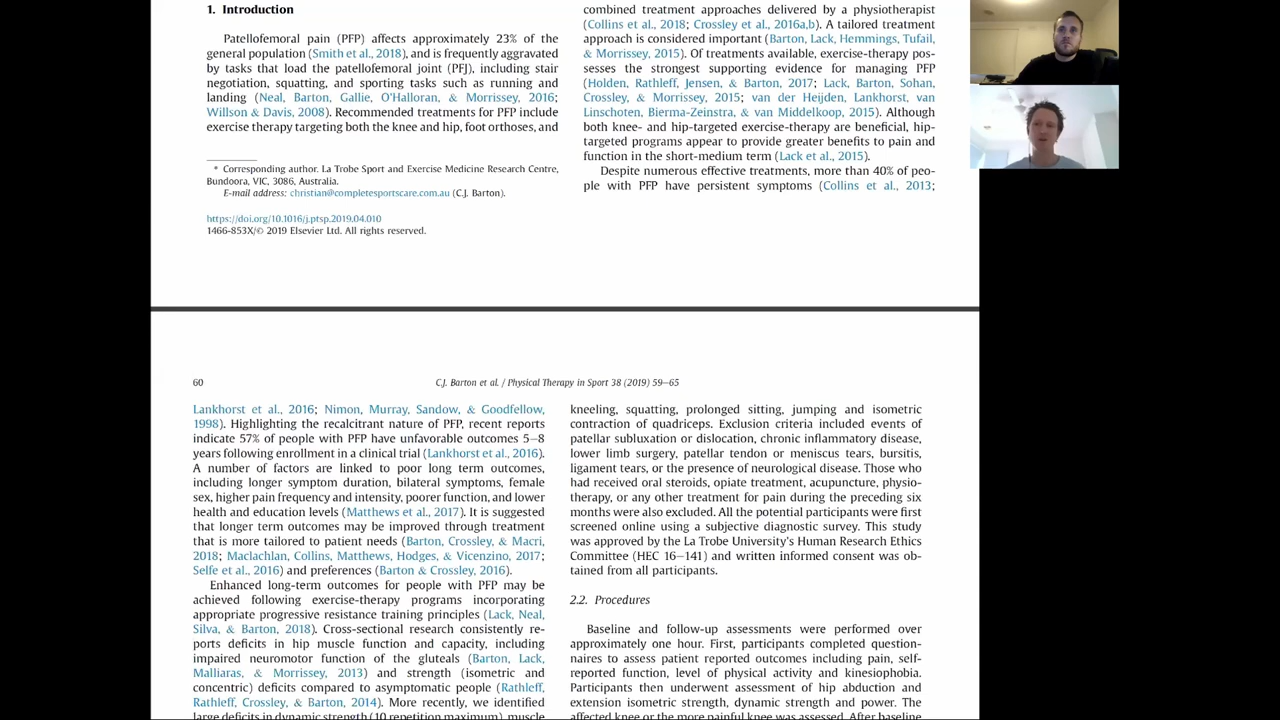 1. Introduction
Patellofemoral pain (PFP) affects approximately 23% of the
general population (Smith et al., 2018), and is frequently aggravated
by tasks that load the patellofemoral joint (PFJ), including stair
negotiation, squatting, and sporting tasks such as running and
landing (Neal, Barton, Gallie, O'Halloran, & Morrissey, 2016;
Willson & Davis, 2008). Recommended treatments for PFP include
exercise therapy targeting both the knee and hip, foot orthoses, and
* Corresponding author. La Trobe Sport and Exercise Medicine Research Centre,
Bundoora, VIC, 3086, Australia.
E-mail address: christian@completesportscare.com.au (C.J. Barton).
https://doi.org/10.1016/j.ptsp.2019.04.010
1466-853X/© 2019 Elsevier Ltd. All rights reserved.
combined treatment approaches delivered by a physiotherapist
(Collins et al., 2018; Crossley et al., 2016a,b). A tailored treatment
approach is considered important (Barton, Lack, Hemmings, Tufail,
& Morrissey, 2015). Of treatments available, exercise-therapy pos-
sesses the strongest supporting evidence for managing PFP
(Holden, Rathleff, Jensen, & Barton, 2017; Lack, Barton, Sohan,
Crossley, & Morrissey, 2015; van der Heijden, Lankhorst, van
Linschoten, Bierma-Zeinstra, & van Middelkoop, 2015). Although
both knee- and hip-targeted exercise-therapy are beneficial, hip-
targeted programs appear to provide greater benefits to pain and
function in the short-medium term (Lack et al., 2015).
Despite numerous effective treatments, more than 40% of peo-
ple with PFP have persistent symptoms (Collins et al., 2013;
60
C.J. Barton et al. / Physical Therapy in Sport 38 (2019) 59–65
Lankhorst et al., 2016; Nimon, Murray, Sandow, & Goodfellow,
1998). Highlighting the recalcitrant nature of PFP, recent reports
indicate 57% of people with PFP have unfavorable outcomes 5–8
years following enrollment in a clinical trial (Lankhorst et al., 2016).
A number of factors are linked to poor long term outcomes,
including longer symptom duration, bilateral symptoms, female
sex, higher pain frequency and intensity, poorer function, and lower
health and education levels (Matthews et al., 2017). It is suggested
that longer term outcomes may be improved through treatment
that is more tailored to patient needs (Barton, Crossley, & Macri,
2018; Maclachlan, Collins, Matthews, Hodges, & Vicenzino, 2017;
Selfe et al., 2016) and preferences (Barton & Crossley, 2016).
Enhanced long-term outcomes for people with PFP may be
achieved following exercise-therapy programs incorporating
appropriate progressive resistance training principles (Lack, Neal,
Silva, & Barton, 2018). Cross-sectional research consistently re-
ports deficits in hip muscle function and capacity, including
impaired neuromotor function of the gluteals (Barton, Lack,
Malliaras, & Morrissey, 2013) and strength (isometric and
concentric) deficits compared to asymptomatic people (Rathleff,
Rathleff, Crossley, & Barton, 2014). More recently, we identified
large deficits in dynamic strength (10 repetition maximum), muscle
kneeling, squatting, prolonged sitting, jumping and isometric
contraction of quadriceps. Exclusion criteria included events of
patellar subluxation or dislocation, chronic inflammatory disease,
lower limb surgery, patellar tendon or meniscus tears, bursitis,
ligament tears, or the presence of neurological disease. Those who
had received oral steroids, opiate treatment, acupuncture, physio-
therapy, or any other treatment for pain during the preceding six
months were also excluded. All the potential participants were first
screened online using a subjective diagnostic survey. This study
was approved by the La Trobe University's Human Research Ethics
Committee (HEC 16–141) and written informed consent was ob-
tained from all participants.
2.2. Procedures
Baseline and follow-up assessments were performed over
approximately one hour. First, participants completed question-
naires to assess patient reported outcomes including pain, self-
reported function, level of physical activity and kinesiophobia.
Participants then underwent assessment of hip abduction and
extension isometric strength, dynamic strength and power. The
affected knee or the more painful knee was assessed. After baseline